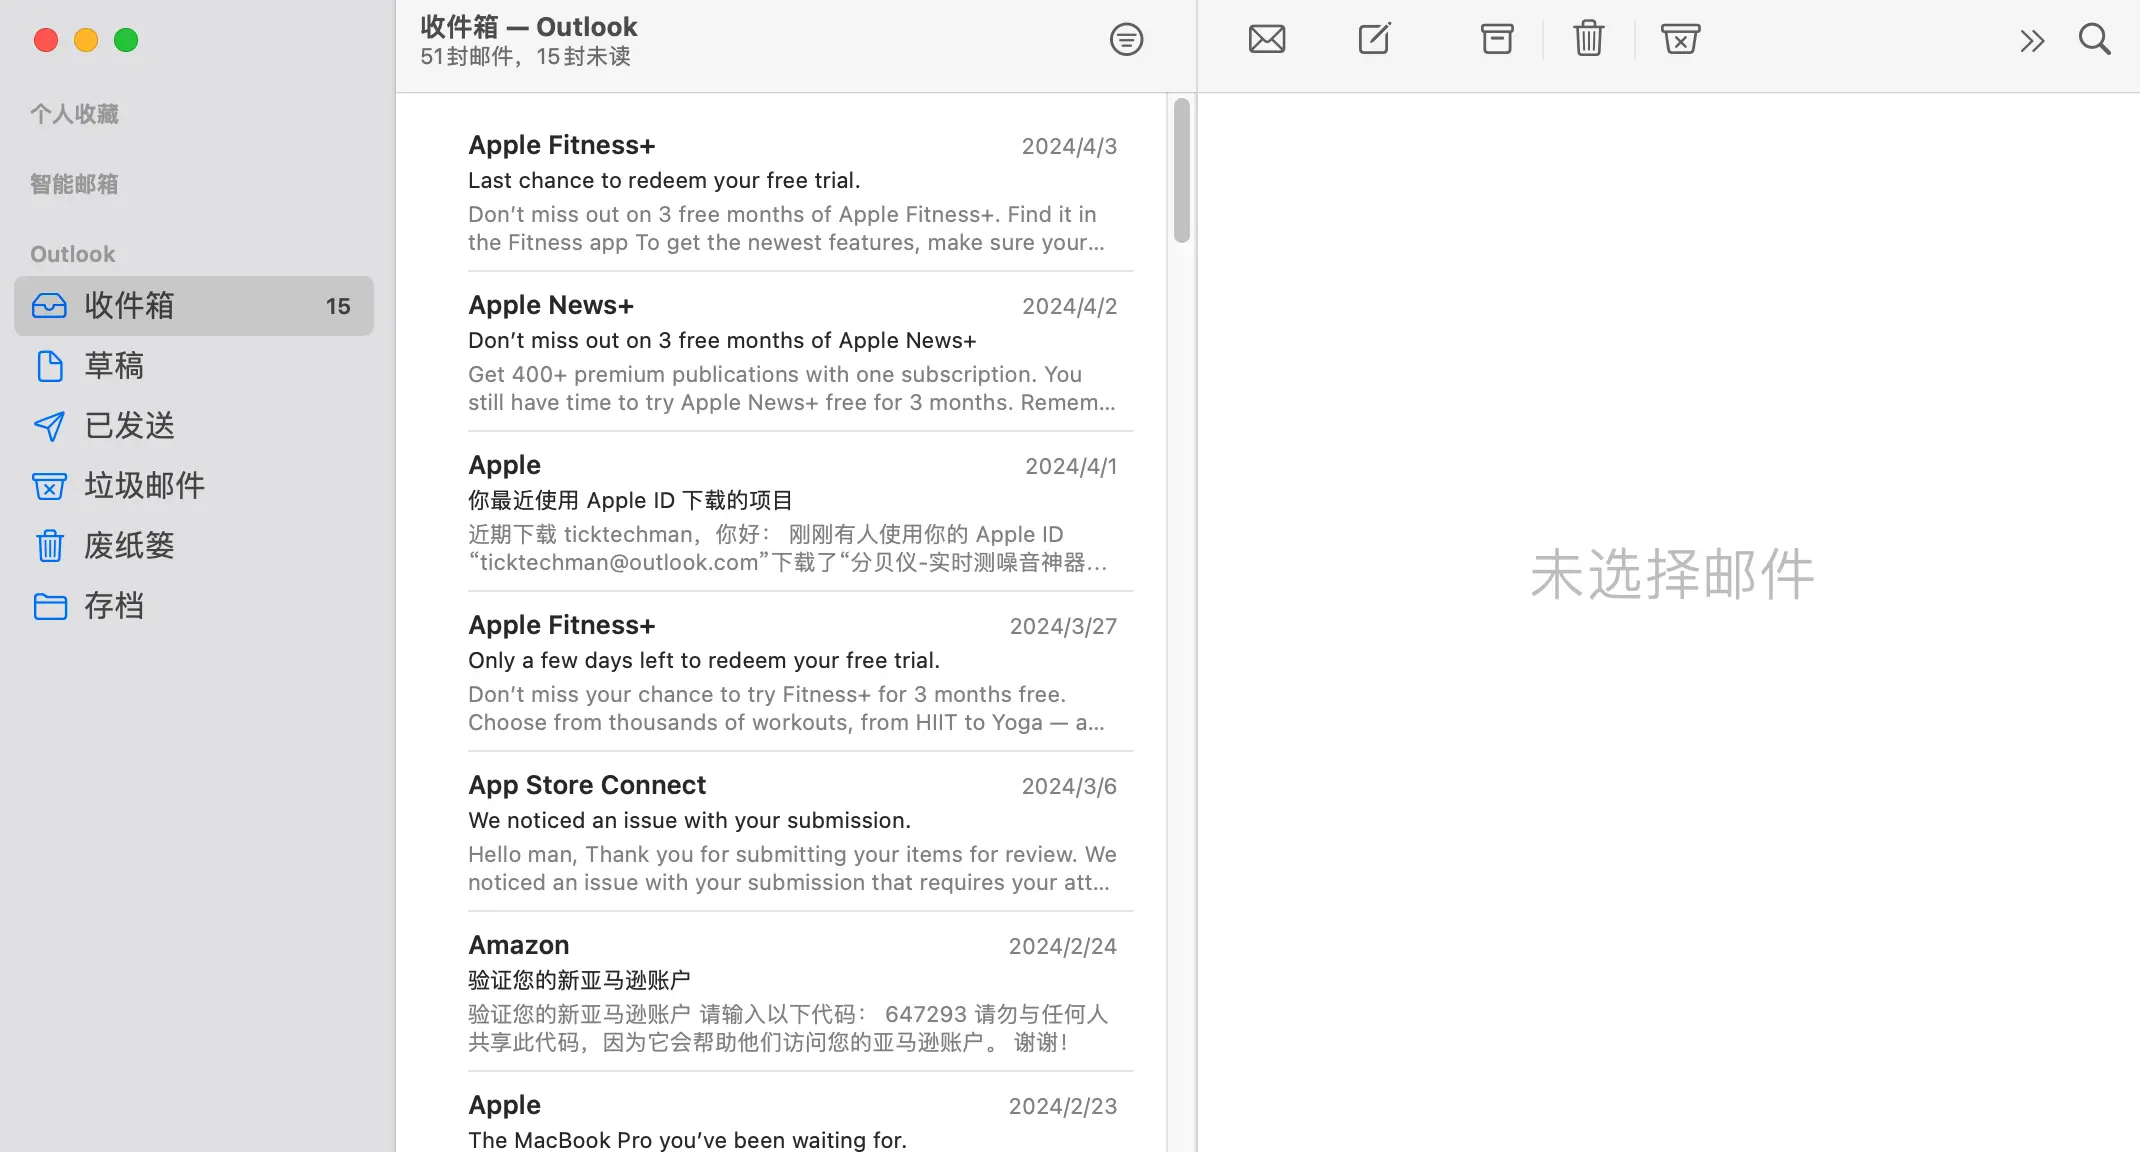 个人收藏
智能邮箱
Outlook
收件箱 15
草稿
已发送
垃圾邮件
废纸篓
存档
收件箱 — Outlook
51封邮件，15封未读
Apple Fitness+ 2024/4/3
Last chance to redeem your free trial.
Don’t miss out on 3 free months of Apple Fitness+. Find it in
the Fitness app To get the newest features, make sure your...
Apple News+ 2024/4/2
Don’t miss out on 3 free months of Apple News+
Get 400+ premium publications with one subscription. You
still have time to try Apple News+ free for 3 months. Remem...
Apple 2024/4/1
你最近使用 Apple ID 下载的项目
近期下载 ticktechman，你好： 刚刚有人使用你的 Apple ID
“ticktechman@outlook.com”下载了“分贝仪-实时测噪音神器...
Apple Fitness+ 2024/3/27
Only a few days left to redeem your free trial.
Don’t miss your chance to try Fitness+ for 3 months free.
Choose from thousands of workouts, from HIIT to Yoga — a...
App Store Connect 2024/3/6
We noticed an issue with your submission.
Hello man, Thank you for submitting your items for review. We
noticed an issue with your submission that requires your att...
Amazon 2024/2/24
验证您的新亚马逊账户
验证您的新亚马逊账户 请输入以下代码： 647293 请勿与任何人
共享此代码，因为它会帮助他们访问您的亚马逊账户。 谢谢！
Apple 2024/2/23
The MacBook Pro you’ve been waiting for.
未选择邮件